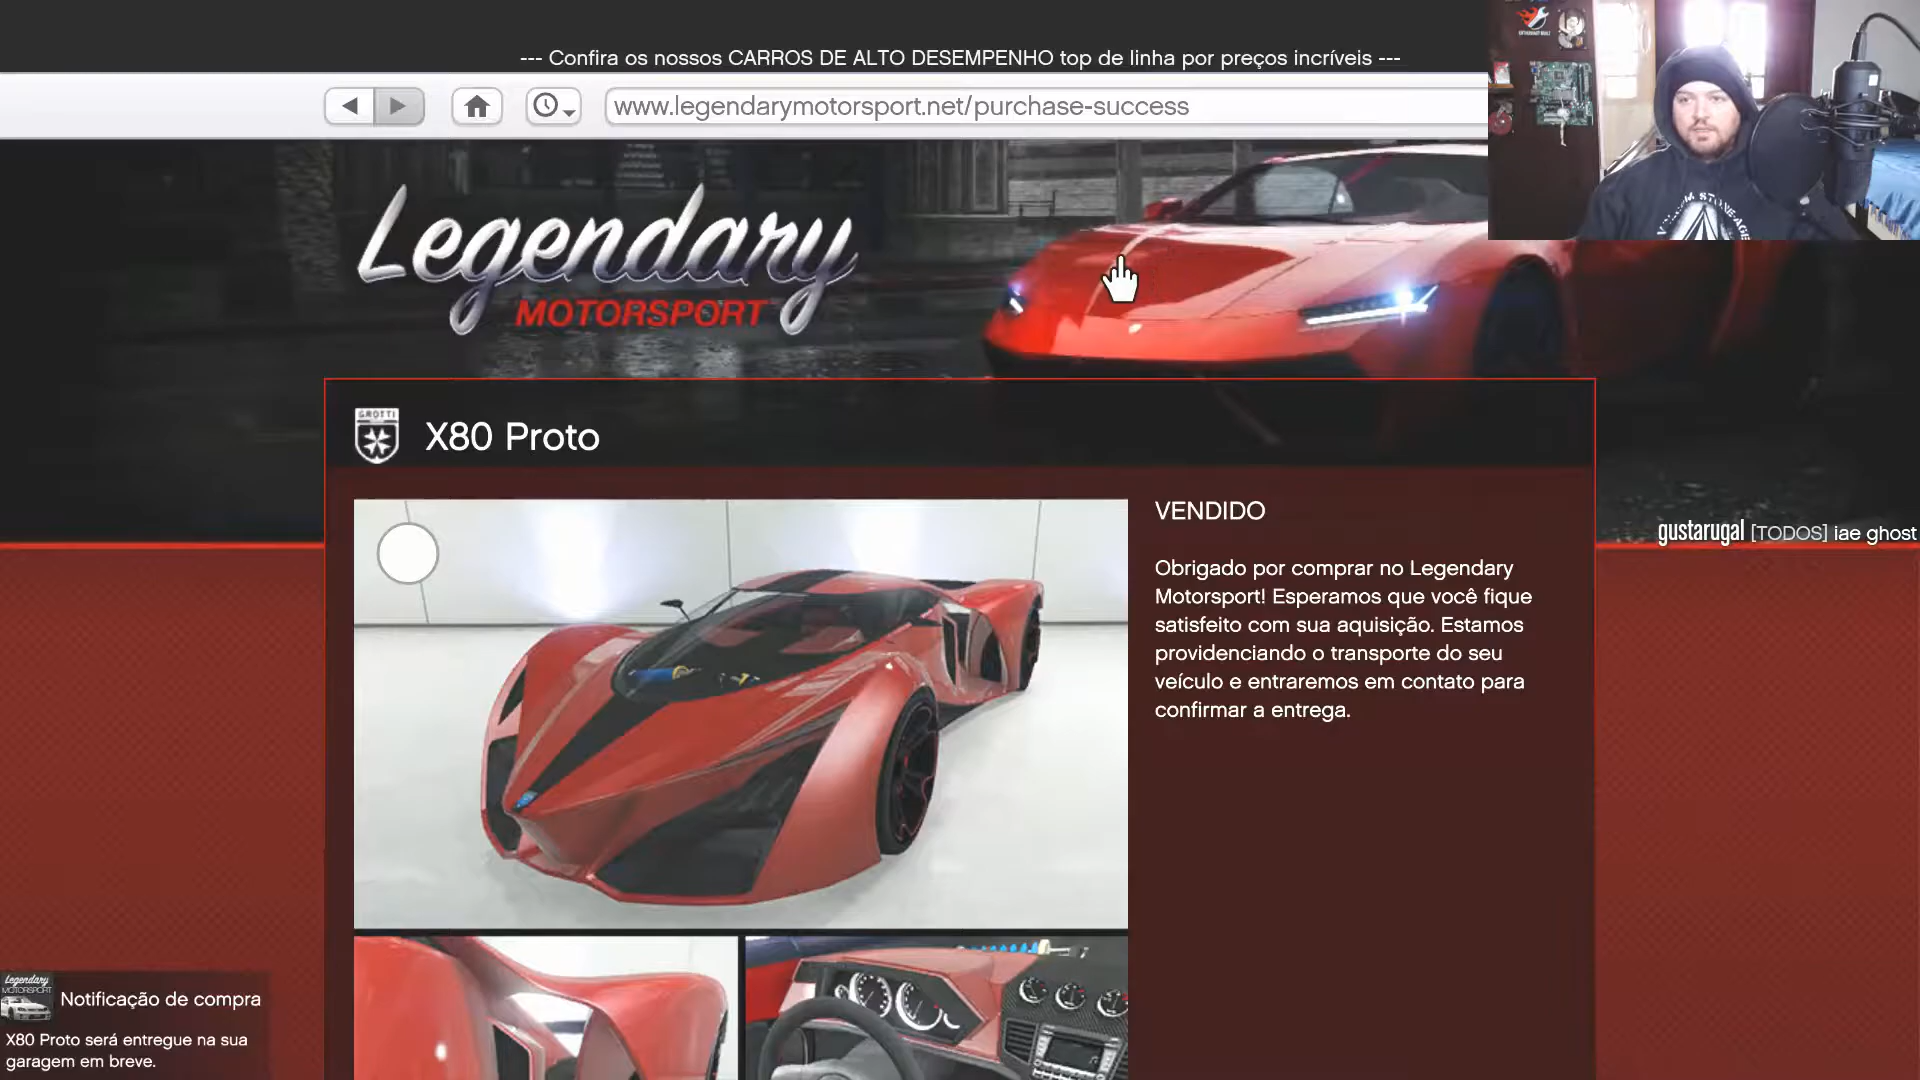 --- Confira os nossos CARROS DE ALTO DESEMPENHO top de linha por preços incríveis ---
www.legendarymotorsport.net/purchase-success
Legendary
MOTORSPORT
GROTTI
X80 Proto
VENDIDO
Obrigado por comprar no Legendary
Motorsport! Esperamos que você fique
satisfeito com sua aquisição. Estamos
providenciando o transporte do seu
veículo e entraremos em contato para
confirmar a entrega.
gustarugal [TODOS] iae ghost
Legendary
MOTORSPORT
Notificação de compra
X80 Proto será entregue na sua
garagem em breve.